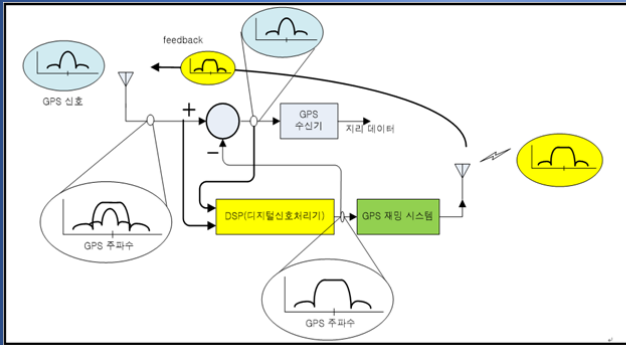 feedback
GPS 신호
+
−
GPS
수신기
지리 데이터
GPS 주파수
DSP(디지털신호처리기)
GPS 재밍 시스템
GPS 주파수